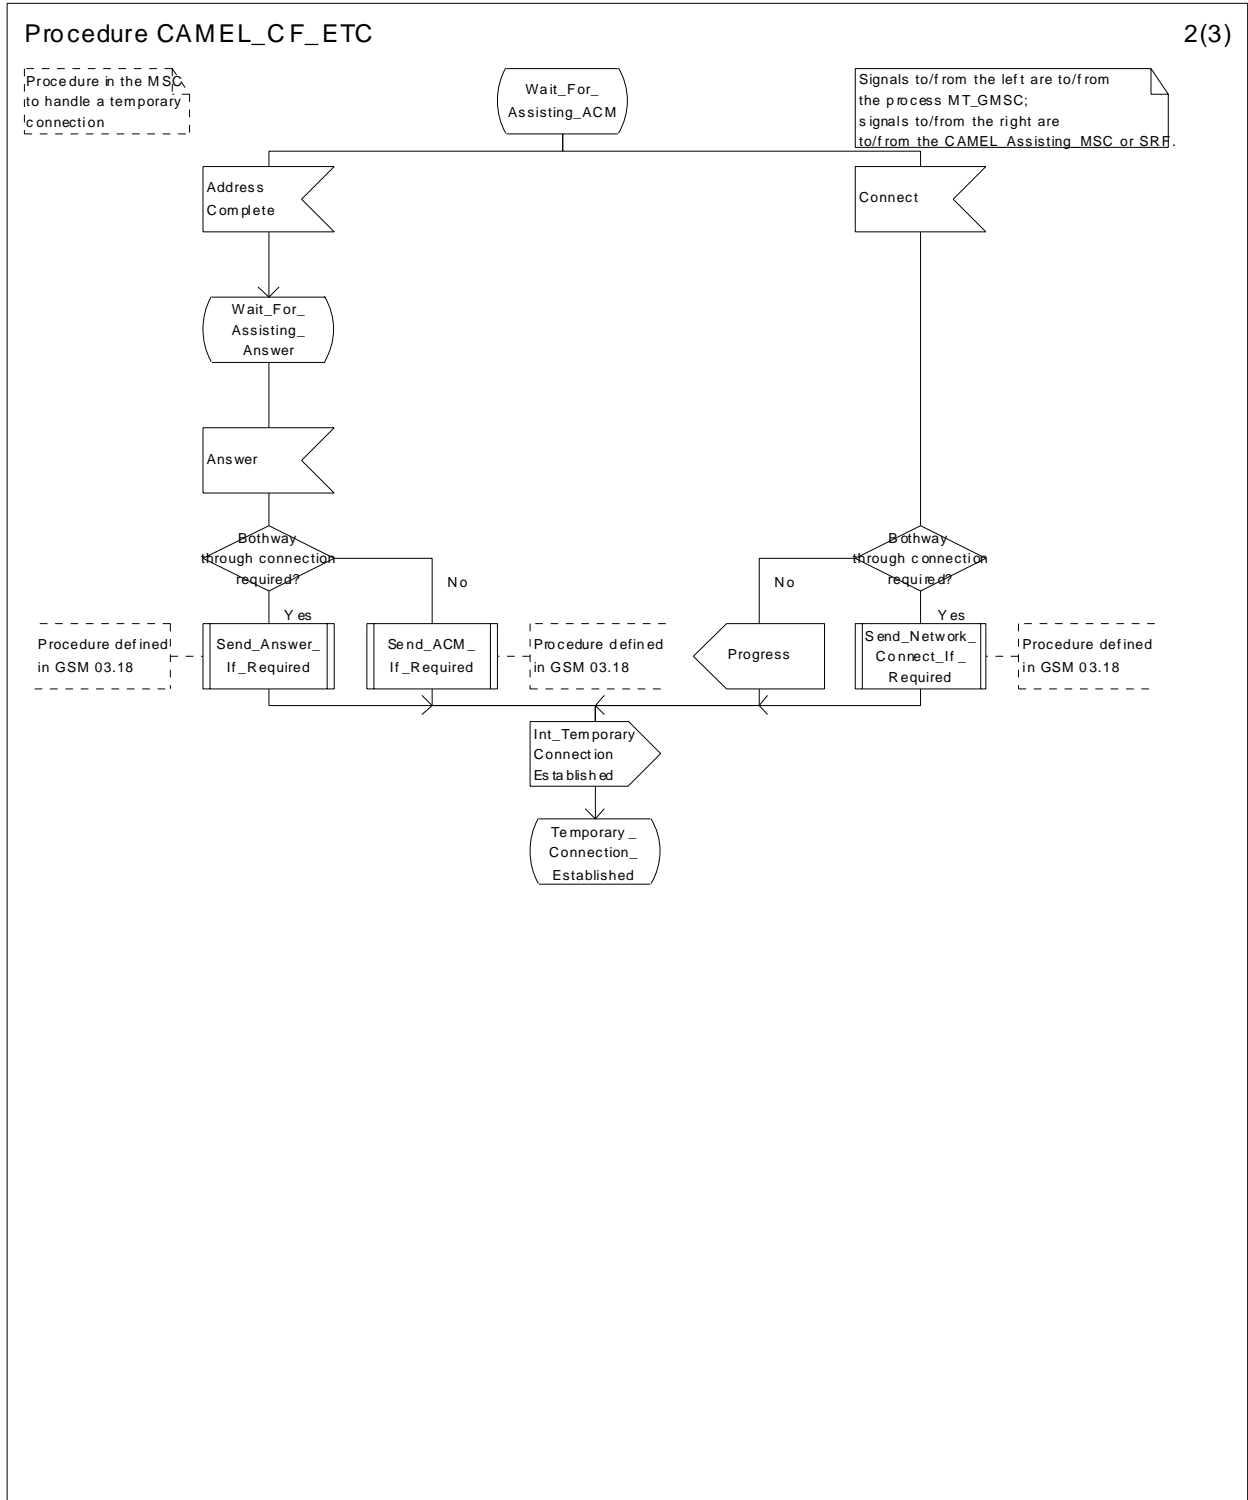 Procedure CAMEL_CF_ETC
2(3)
Procedure in the MSC
to handle a temporary
connection
Wait_For_
Assisting_ACM
Signals to/from the left are to/from
the process MT_GMSC;
signals to/from the right are
to/from the CAMEL_Assisting_MSC or SRF.
Address
Complete
Connect
Wait_For_
Assisting_
Answer
Answer
Bothway
through connection
required?
No
Yes
Bothway
through connection
required?
No
Yes
Procedure defined
in GSM 03.18
Send_Answer_
If_Required
Send_ACM_
If_Required
Procedure defined
in GSM 03.18
Progress
Send_Network_
Connect_If_
Required
Procedure defined
in GSM 03.18
Int_Temporary
Connection
Established
Temporary_
Connection_
Established